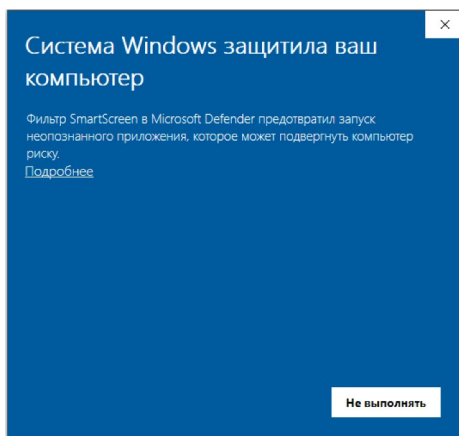 Система Windows защитила ваш
компьютер
Фильтр SmartScreen в Microsoft Defender предотвратил запуск
неопознанного приложения, которое может подвергнуть компьютер
риску.
Подробнее
Не выполнять